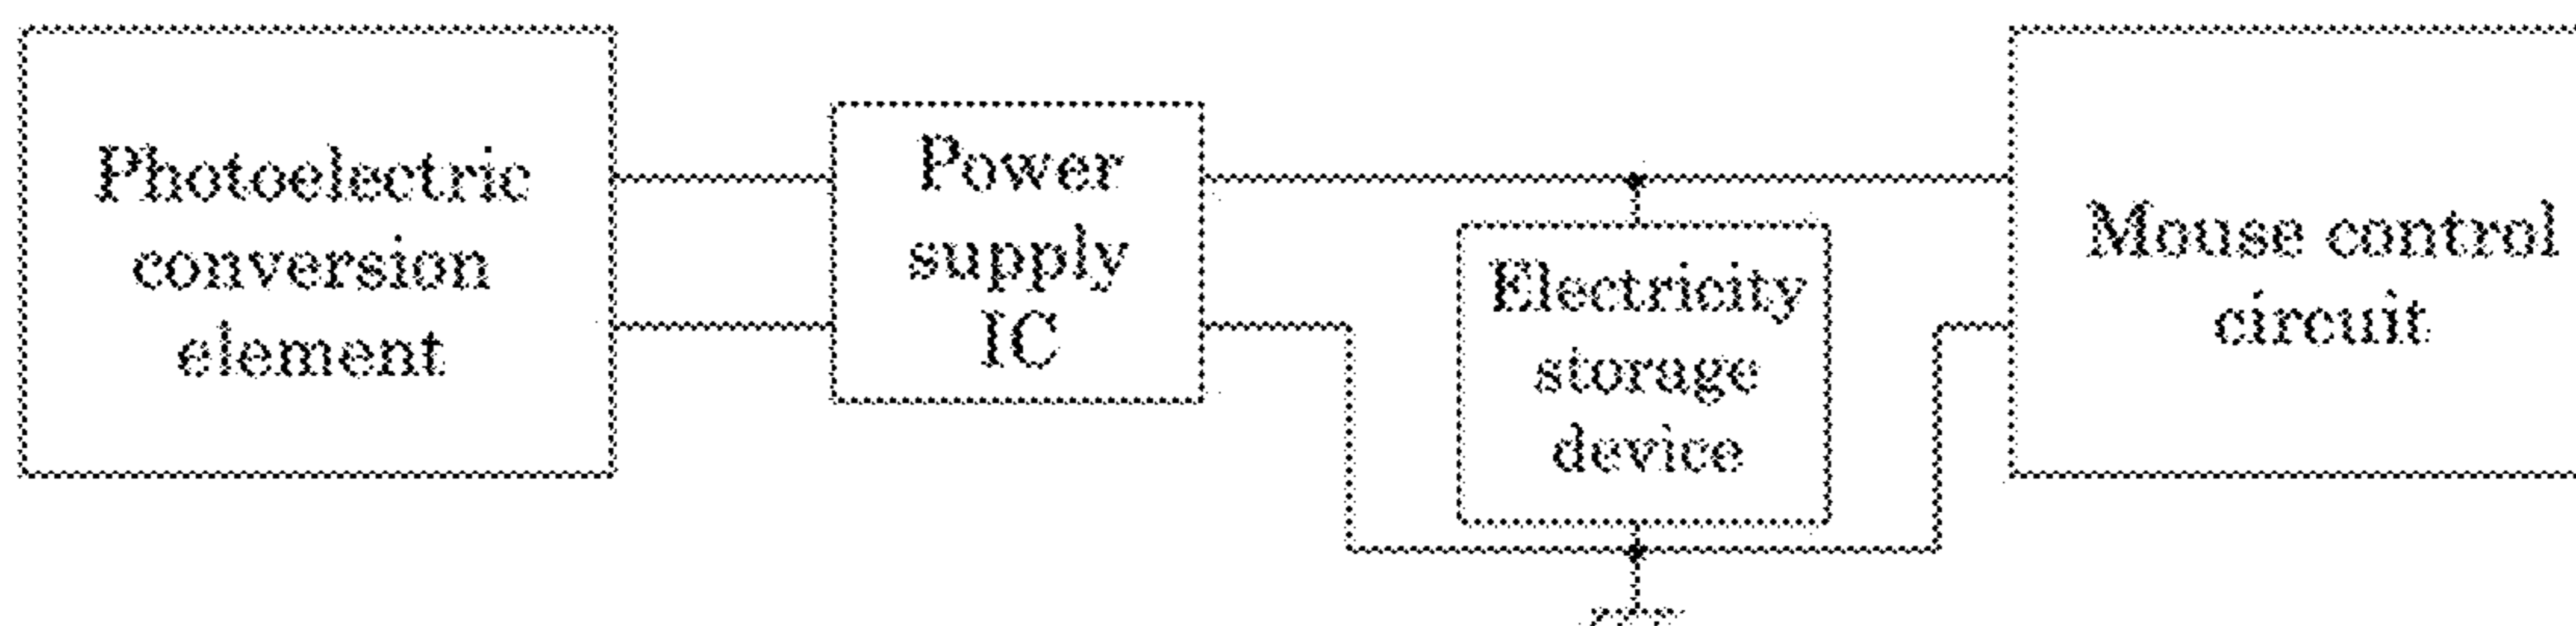 Photoelectric
conversion
element
Power
supply
IC
Electricity
storage
device
Mouse control
circuit